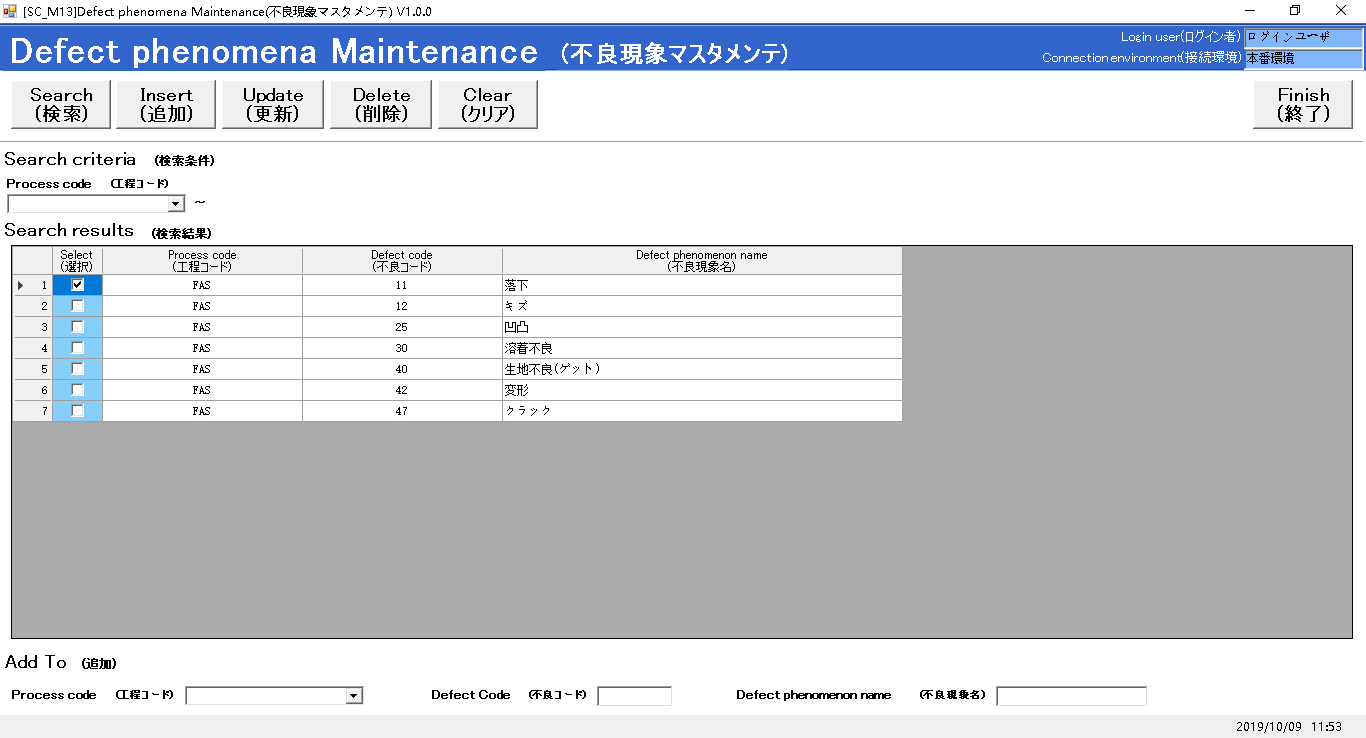 [SC_M13]Defect phenomena Maintenance(不良現象マスタメンテ) V1.0.0
Defect phenomena Maintenance (不良現象マスタメンテ)
Login user(ログイン者) ログインユーザ
Connection environment(接続環境) 本番環境
Search (検索)
Insert (追加)
Update (更新)
Delete (削除)
Clear (クリア)
Finish (終了)
Search criteria (検索条件)
Process code (工程コード)
~
Search results (検索結果)
Select (選択) Process code (工程コード) Defect code (不良コード) Defect phenomenon name (不良現象名)
1 FAS 11 落下
2 FAS 12 キズ
3 FAS 25 凹凸
4 FAS 30 溶着不良
5 FAS 40 生地不良(ゲット)
6 FAS 42 変形
7 FAS 47 クラック
Add To (追加)
Process code (工程コード) Defect Code (不良コード) Defect phenomenon name (不良現象名)
2019/10/09 11:53